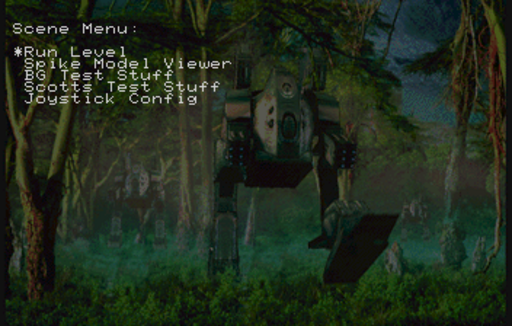 Scene Menu:
*Run Level
Spike Model Viewer
BG Test Stuff
Scotts Test Stuff
Joystick Config